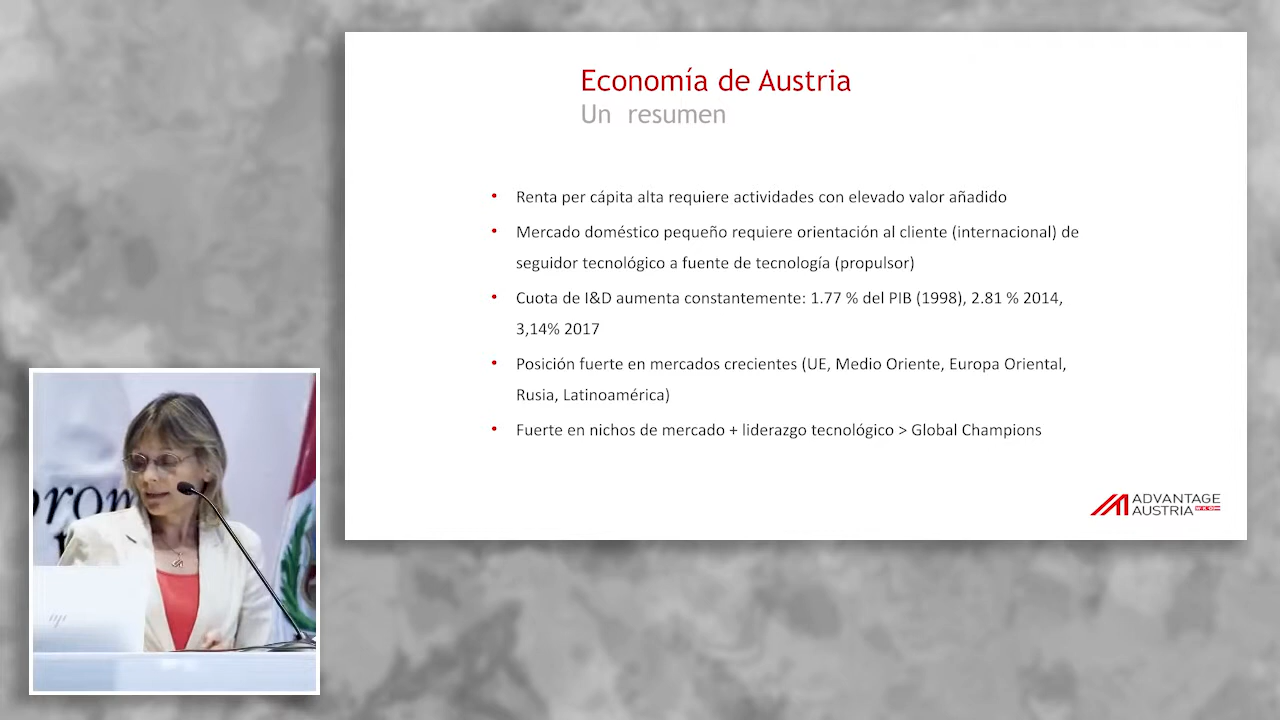 Economía de Austria
Un resumen
• Renta per cápita alta requiere actividades con elevado valor añadido
• Mercado doméstico pequeño requiere orientación al cliente (internacional) de
seguidor tecnológico a fuente de tecnología (propulsor)
• Cuota de I&D aumenta constantemente: 1.77 % del PIB (1998), 2.81 % 2014,
3,14% 2017
• Posición fuerte en mercados crecientes (UE, Medio Oriente, Europa Oriental,
Rusia, Latinoamérica)
• Fuerte en nichos de mercado + liderazgo tecnológico > Global Champions
ADVANTAGE
AUSTRIA WKO
hp